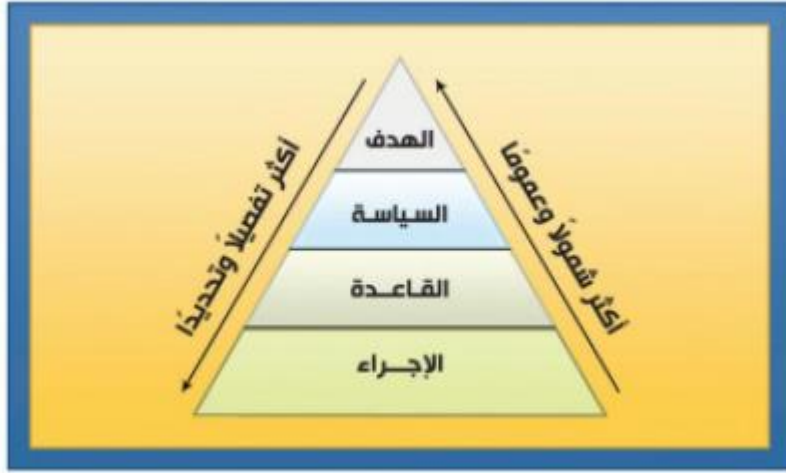 الهدف
السياسة
القاعدة
الإجراء
أكثر شمولاً وعمومًا
أكثر تفصيلاً وتحديدًا